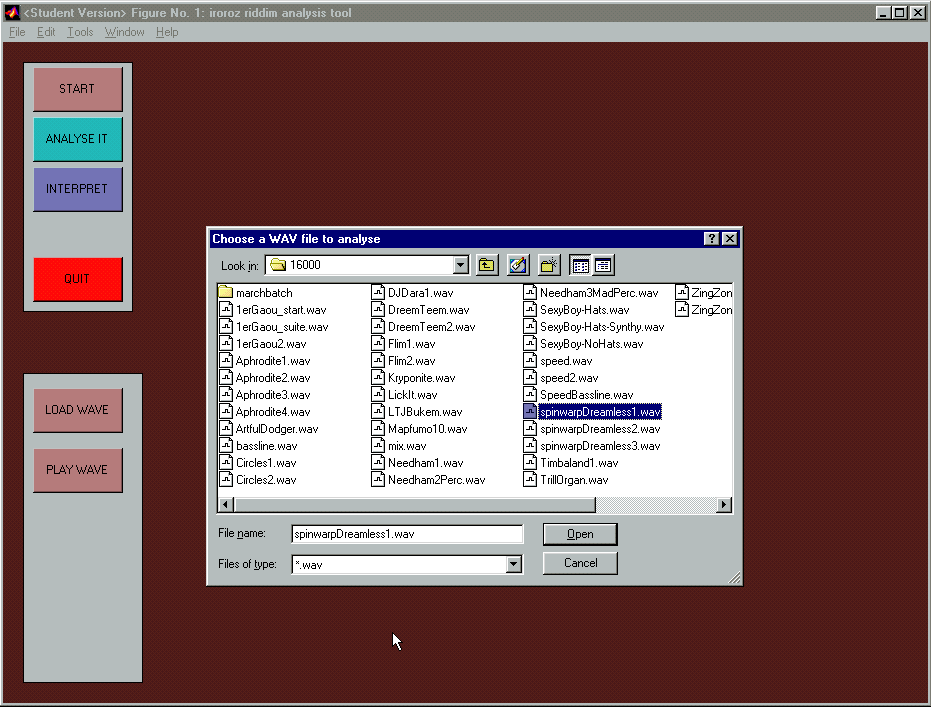 <Student Version> Figure No. 1: iroroz riddim analysis tool
File Edit Tools Window Help
START
ANALYSE IT
INTERPRET
QUIT
LOAD WAVE
PLAY WAVE
Choose a WAV file to analyse
Look in: 16000
marchbatch
1erGaou_start.wav
1erGaou_suite.wav
1erGaou2.wav
Aphrodite1.wav
Aphrodite2.wav
Aphrodite3.wav
Aphrodite4.wav
ArtfulDodger.wav
bassline.wav
Circles1.wav
Circles2.wav
DJDara1.wav
DreemTeem.wav
DreemTeem2.wav
Flim1.wav
Flim2.wav
Kryponite.wav
LickIt.wav
LTJBukem.wav
Mapfumo10.wav
mix.wav
Needham1.wav
Needham2Perc.wav
Needham3MadPerc.wav
SexyBoy-Hats.wav
SexyBoy-Hats-Synthy.wav
SexyBoy-NoHats.wav
speed.wav
speed2.wav
SpeedBassline.wav
spinwarpDreamless1.wav
spinwarpDreamless2.wav
spinwarpDreamless3.wav
Timbaland1.wav
TrillOrgan.wav
ZingZon
ZingZon
File name: spinwarpDreamless1.wav
Open
Files of type: *.wav
Cancel